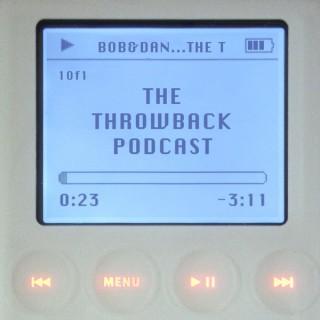 BOB&DAN...THE T
1 OF 1
THE
THROWBACK
PODCAST
0:23 -3:11
MENU